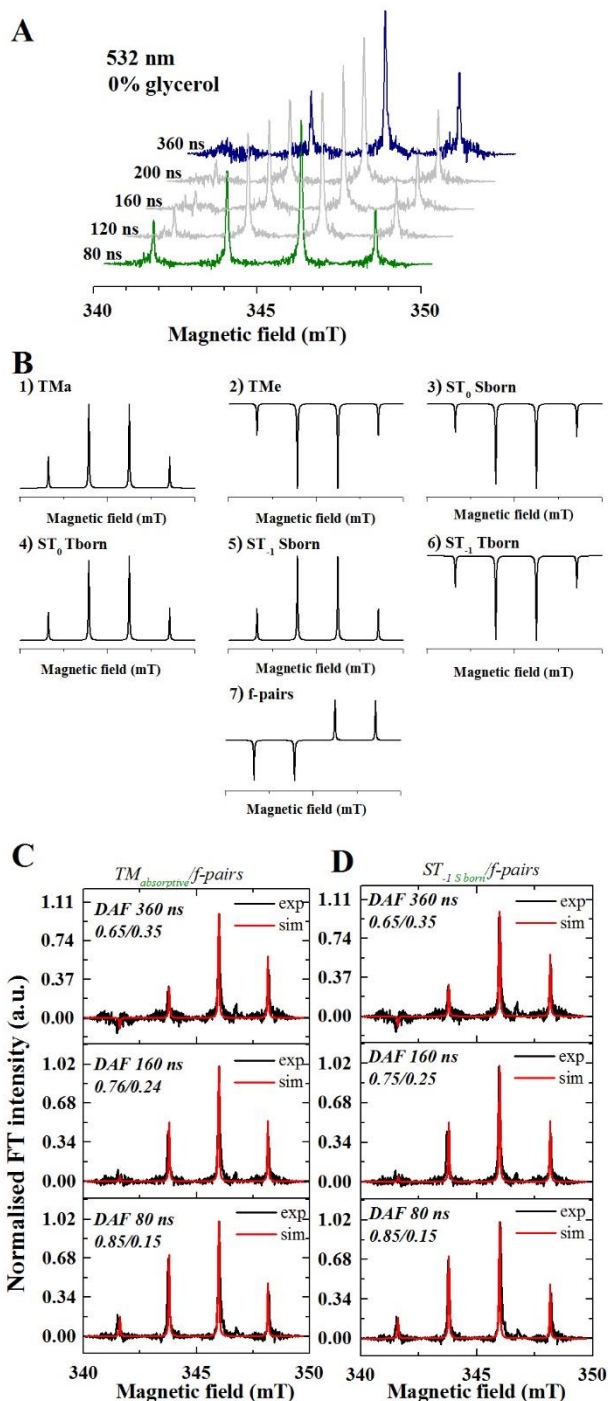 A
532 nm
0% glycerol
360 ns
200 ns
160 ns
120 ns
80 ns
340 345 350
Magnetic field (mT)
B
1) TMa 2) TMe 3) ST₀ Sborn
Magnetic field (mT) Magnetic field (mT) Magnetic field (mT)
4) ST₀ Tborn 5) ST₋₁ Sborn 6) ST₋₁ Tborn
Magnetic field (mT) Magnetic field (mT) Magnetic field (mT)
7) f-pairs
Magnetic field (mT)
C D
TM absorptive/f-pairs ST -1 S born/f-pairs
Normalised FT intensity (a.u.)
1.11
0.74
0.37
0.00
DAF 360 ns
0.65/0.35
exp
sim
1.02
0.68
0.34
0.00
DAF 160 ns
0.76/0.24
exp
sim
1.02
0.68
0.34
0.00
DAF 80 ns
0.85/0.15
exp
sim
340 345 350
Magnetic field (mT)
1.11
0.74
0.37
0.00
DAF 360 ns
0.65/0.35
exp
sim
1.02
0.68
0.34
0.00
DAF 160 ns
0.75/0.25
exp
sim
1.02
0.68
0.34
0.00
DAF 80 ns
0.85/0.15
exp
sim
340 345 350
Magnetic field (mT)